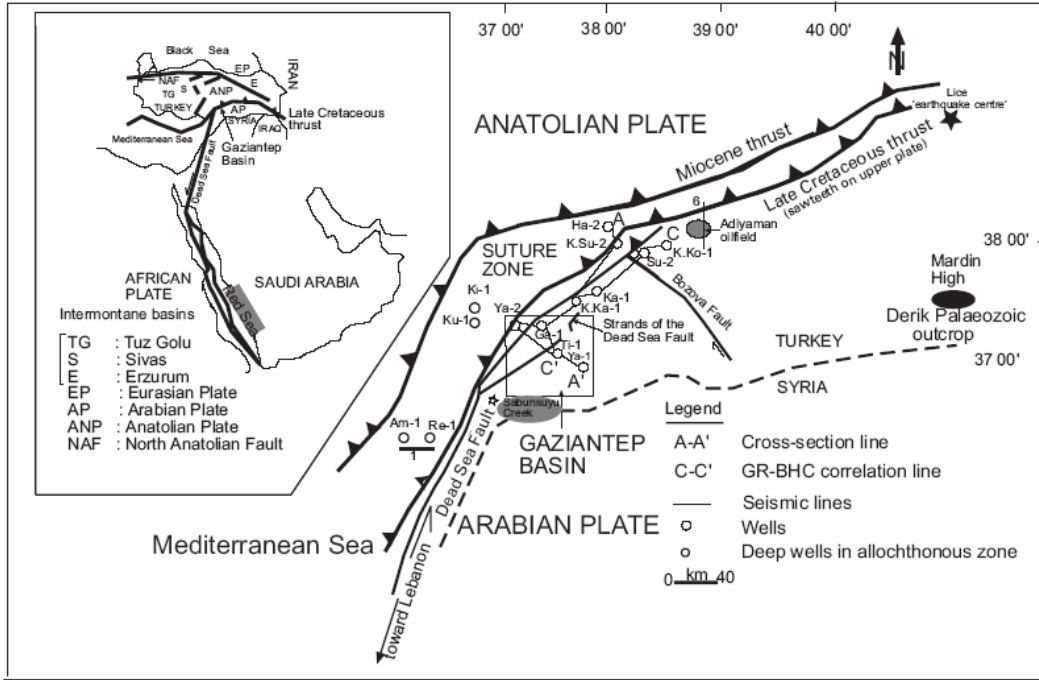 37 00'
38 00'
39 00'
40 00'
N
Black Sea
IRAN
EP
NAF
E
TG
S
ANP
TURKEY
AP
SYRIA
IRAQ
Late Cretaceous
thrust
Mediterranean Sea
Gaziantep
Basin
Dead Sea Fault
AFRICAN
PLATE
SAUDI ARABIA
Red Sea
Intermontane basins
TG : Tuz Golu
S : Sivas
E : Erzurum
EP : Eurasian Plate
AP : Arabian Plate
ANP : Anatolian Plate
NAF : North Anatolian Fault
Lice
'earthquake centre'
ANATOLIAN PLATE
Miocene thrust
Late Cretaceous thrust
(sawteeth on upper plate)
6
Adiyaman
oilfield
Ha-2
A
K.Su-2
C
K.Ko-1
Su-2
SUTURE
ZONE
38 00'
Mardin
High
Derik Palaeozoic
outcrop
Kı-1
Ku-1
Ya-2
Ka-1
K.Ka-1
Bozova Fault
Ga-1
Strands of the
Dead Sea Fault
Ti-1
Ya-1
C'
A'
TURKEY
37 00'
SYRIA
Sabunsuyu
Creek
Am-1
Re-1
1
Dead Sea Fault
GAZIANTEP
BASIN
ARABIAN PLATE
Mediterranean Sea
toward Lebanon
Legend
A-A' Cross-section line
C-C' GR-BHC correlation line
Seismic lines
Wells
Deep wells in allochthonous zone
0 km 40